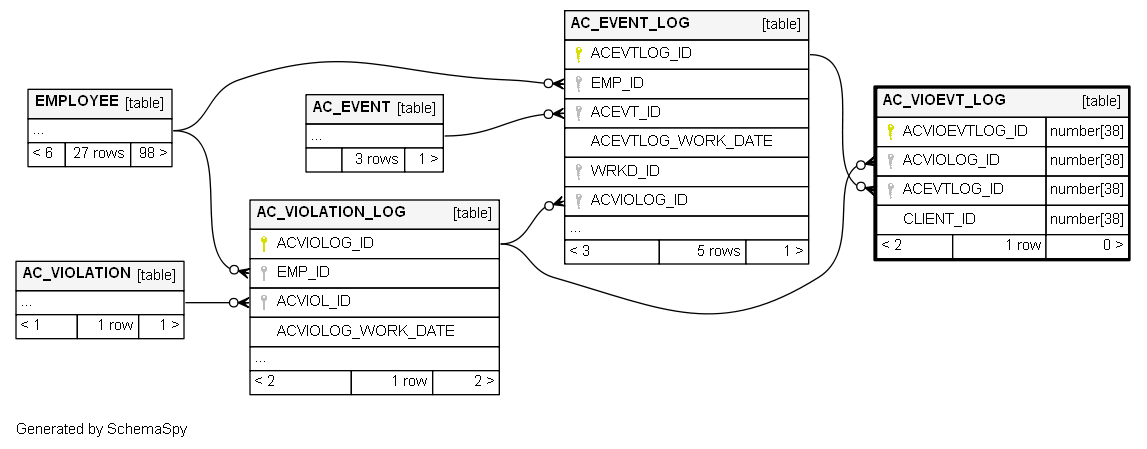 AC_EVENT_LOG [table]
ACEVTLOG_ID
EMP_ID
ACEVT_ID
ACEVTLOG_WORK_DATE
WRKD_ID
ACVIOLOG_ID
...
< 3 5 rows 1 >
EMPLOYEE [table]
...
< 6 27 rows 98 >
AC_EVENT [table]
...
3 rows 1 >
AC_VIOEVT_LOG [table]
ACVIOEVTLOG_ID number[38]
ACVIOLOG_ID number[38]
ACEVTLOG_ID number[38]
CLIENT_ID number[38]
< 2 1 row 0 >
AC_VIOLATION_LOG [table]
ACVIOLOG_ID
EMP_ID
ACVIOL_ID
ACVIOLOG_WORK_DATE
...
< 2 1 row 2 >
AC_VIOLATION [table]
...
< 1 1 row 1 >
Generated by SchemaSpy